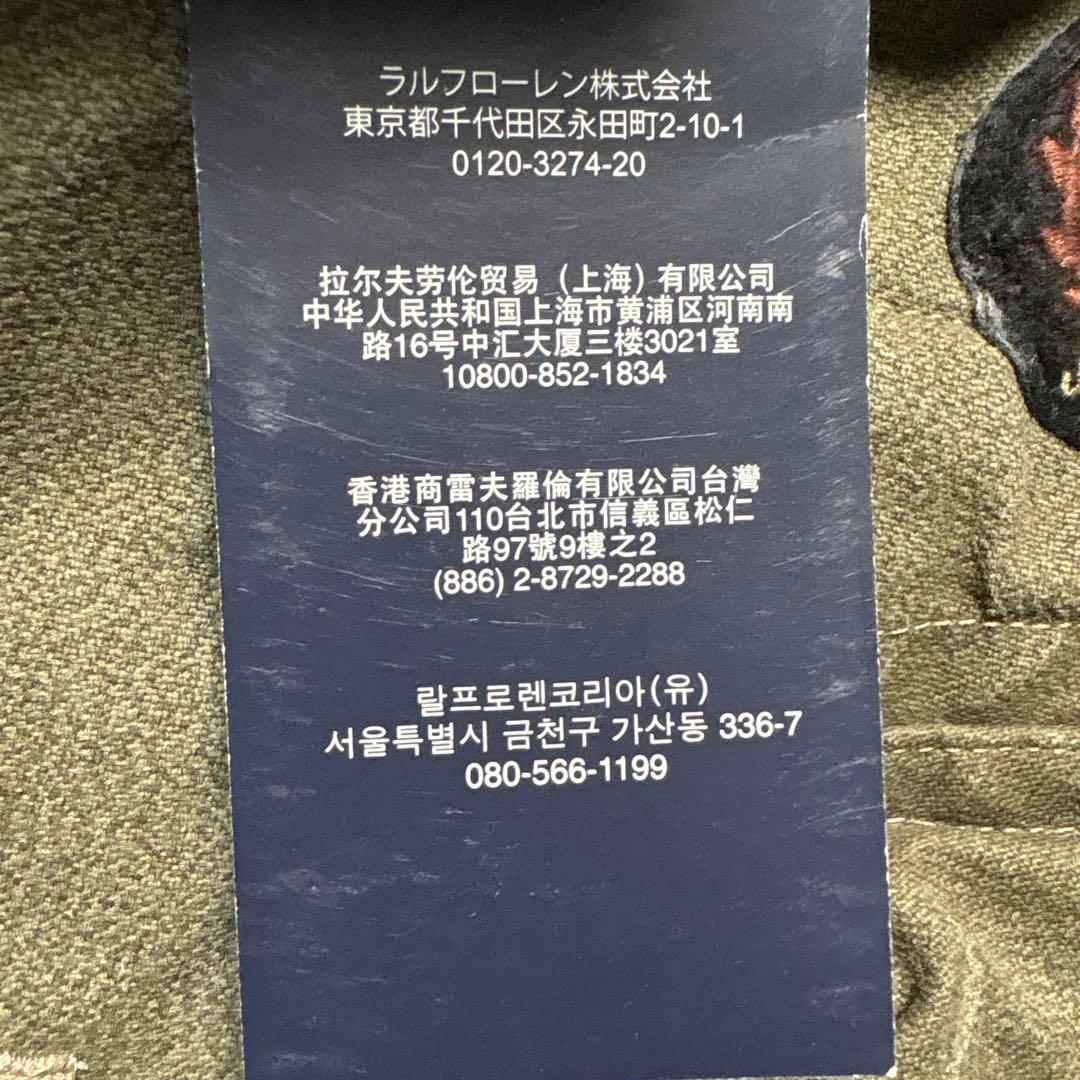 ラルフローレン株式会社
東京都千代田区永田町2-10-1
0120-3274-20
拉尔夫劳伦贸易（上海）有限公司
中华人民共和国上海市黄浦区河南南
路16号中汇大厦三楼3021室
10800-852-1834
香港商雷夫羅倫有限公司台灣
分公司110台北市信義區松仁
路97號9樓之2
(886) 2-8729-2288
랄프로렌코리아(유)
서울특별시 금천구 가산동 336-7
080-566-1199